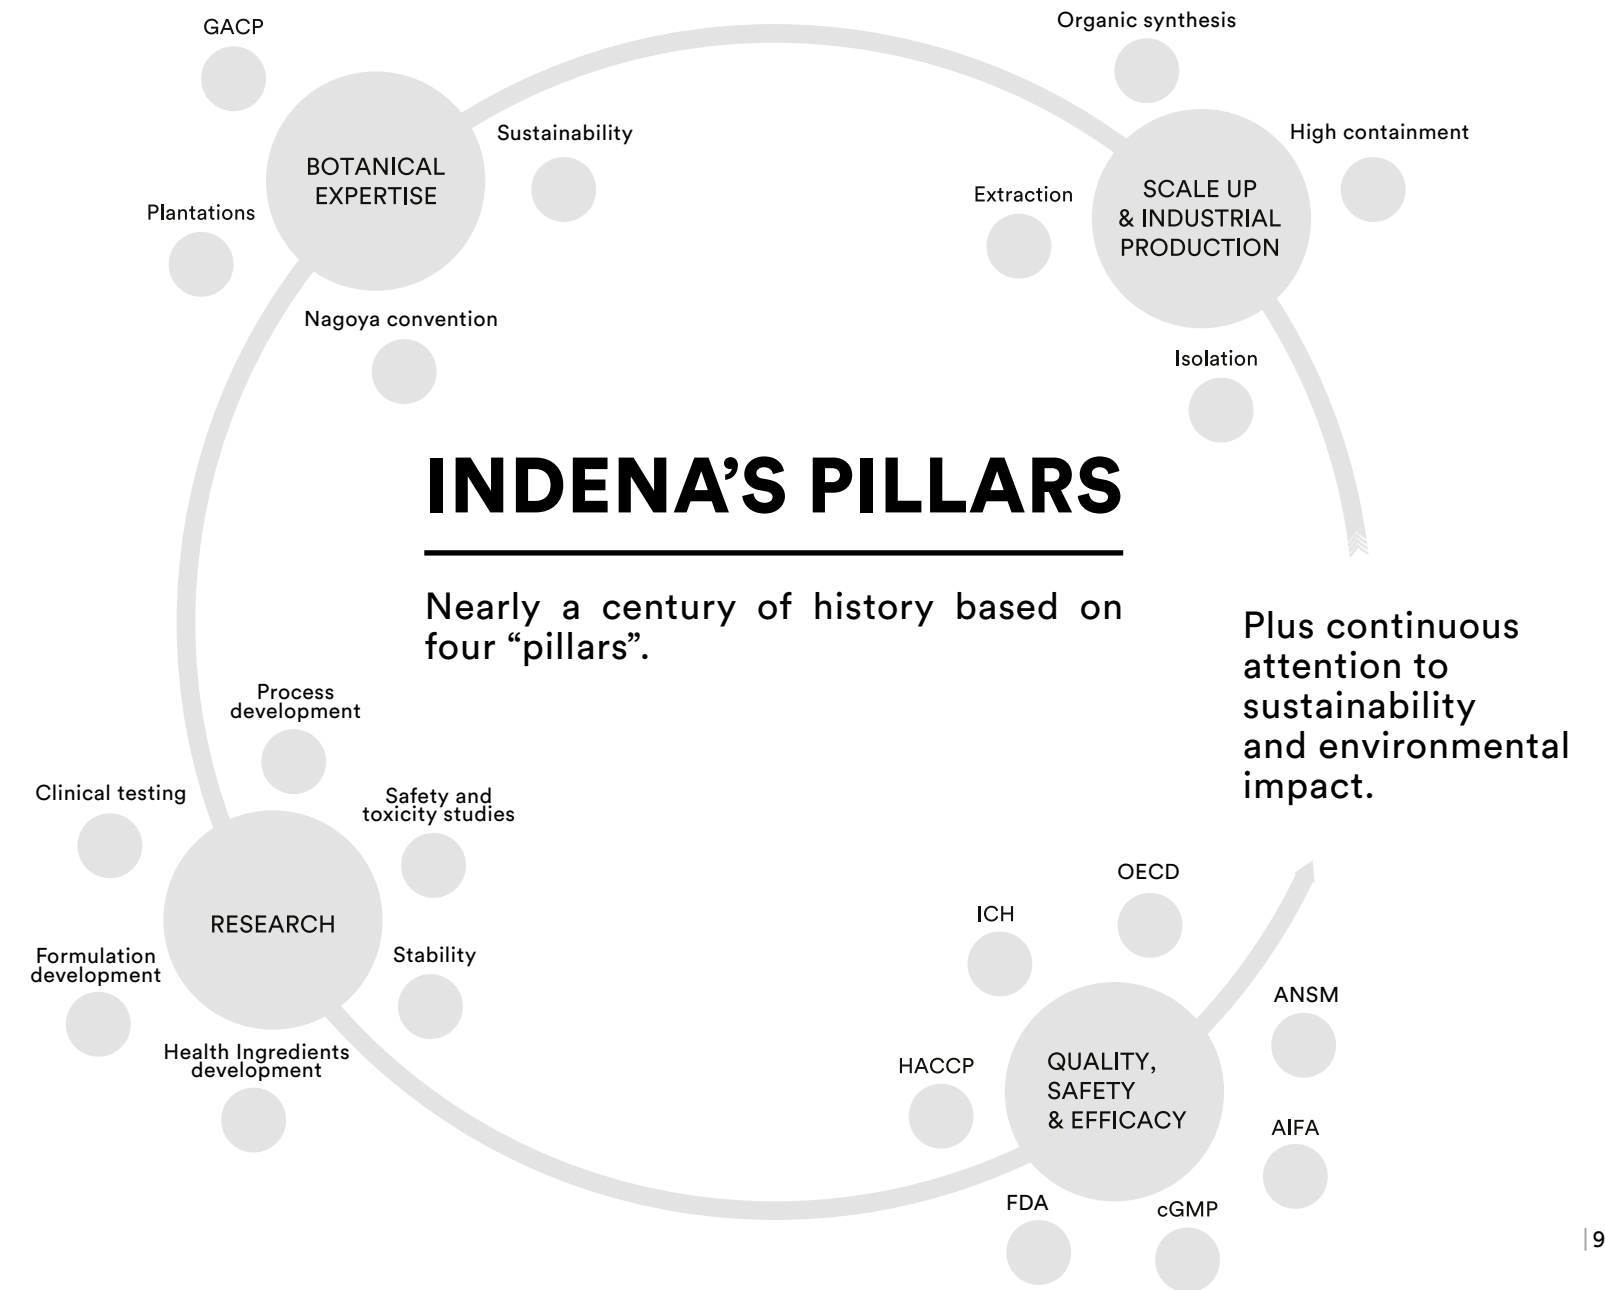 GACP
Organic synthesis
Sustainability
High containment
BOTANICAL
EXPERTISE
Plantations
Extraction
SCALE UP
& INDUSTRIAL
PRODUCTION
Nagoya convention
Isolation
INDENA’S PILLARS
Nearly a century of history based on
four “pillars”.
Plus continuous
attention to
sustainability
and environmental
impact.
Process
development
Clinical testing
Safety and
toxicity studies
RESEARCH
Formulation
development
Stability
Health Ingredients
development
OECD
ICH
ANSM
HACCP
QUALITY,
SAFETY
& EFFICACY
AIFA
FDA
cGMP
|9